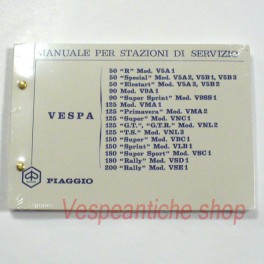 MANUALE PER STAZIONI DI SERVIZIO
VESPA
50 "R" Mod. V5A1
50 "Special" Mod. V5A2, V5B1, V5B3
50 "Elestart" Mod. V5A3, V5B2
90 Mod. V9A1
90 "Super Sprint" Mod. V9SS1
125 Mod. VMA1
125 "Primavera" Mod. VMA2
125 "Super" Mod. VNC1
125 "G.T.", "G.T.R." Mod. VNL2
125 "T.S." Mod. VNL3
150 "Super" Mod. VBC1
150 "Sprint" Mod. VLB1
180 "Super Sport" Mod. VSC1
180 "Rally" Mod. VSD1
200 "Rally" Mod. VSE1
PIAGGIO
Vespeantiche shop